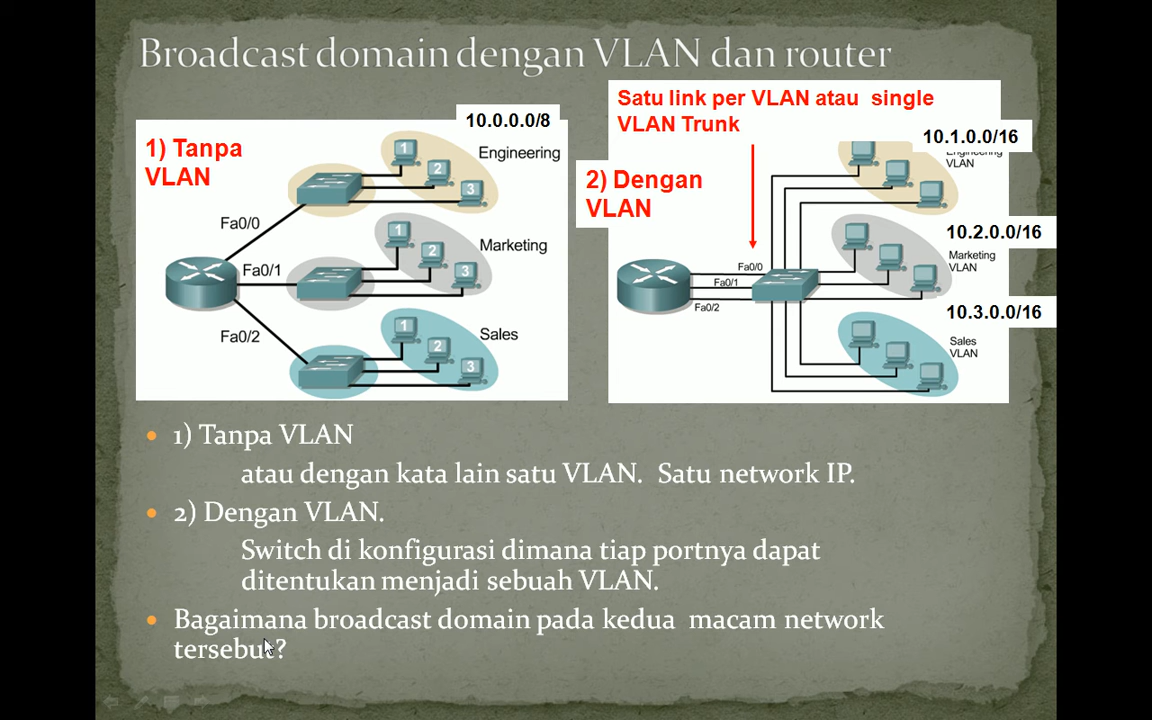 Broadcast domain dengan VLAN dan router
1) Tanpa
VLAN
10.0.0.0/8
Engineering
1
2
3
Fa0/0
Marketing
1
2
3
Fa0/1
Fa0/2
Sales
1
2
3
Satu link per VLAN atau single
VLAN Trunk
2) Dengan
VLAN
10.1.0.0/16
Engineering
VLAN
10.2.0.0/16
Marketing
VLAN
10.3.0.0/16
Sales
VLAN
Fa0/0
Fa0/1
Fa0/2
1) Tanpa VLAN
atau dengan kata lain satu VLAN. Satu network IP.
2) Dengan VLAN.
Switch di konfigurasi dimana tiap portnya dapat
ditentukan menjadi sebuah VLAN.
Bagaimana broadcast domain pada kedua macam network
tersebut?